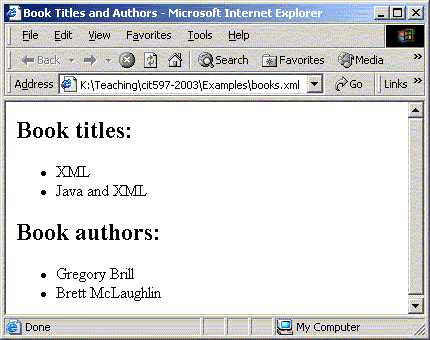 Book Titles and Authors - Microsoft Internet Explorer
File Edit View Favorites Tools Help
Back Search Favorites Media »
Address K:\Teaching\cit597-2003\Examples\books.xml Go Links »
Book titles:
XML
Java and XML
Book authors:
Gregory Brill
Brett McLaughlin
Done My Computer